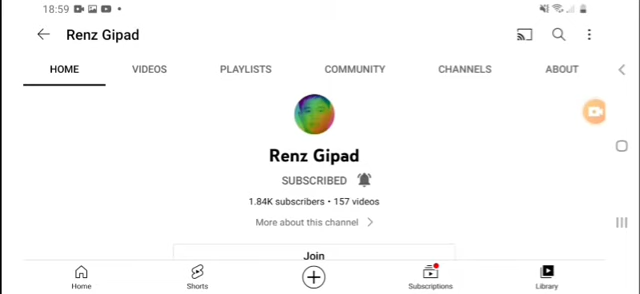 18:59
Renz Gipad
HOME VIDEOS PLAYLISTS COMMUNITY CHANNELS ABOUT
Renz Gipad
SUBSCRIBED
1.84K subscribers • 157 videos
More about this channel
Join
Home Shorts Subscriptions Library